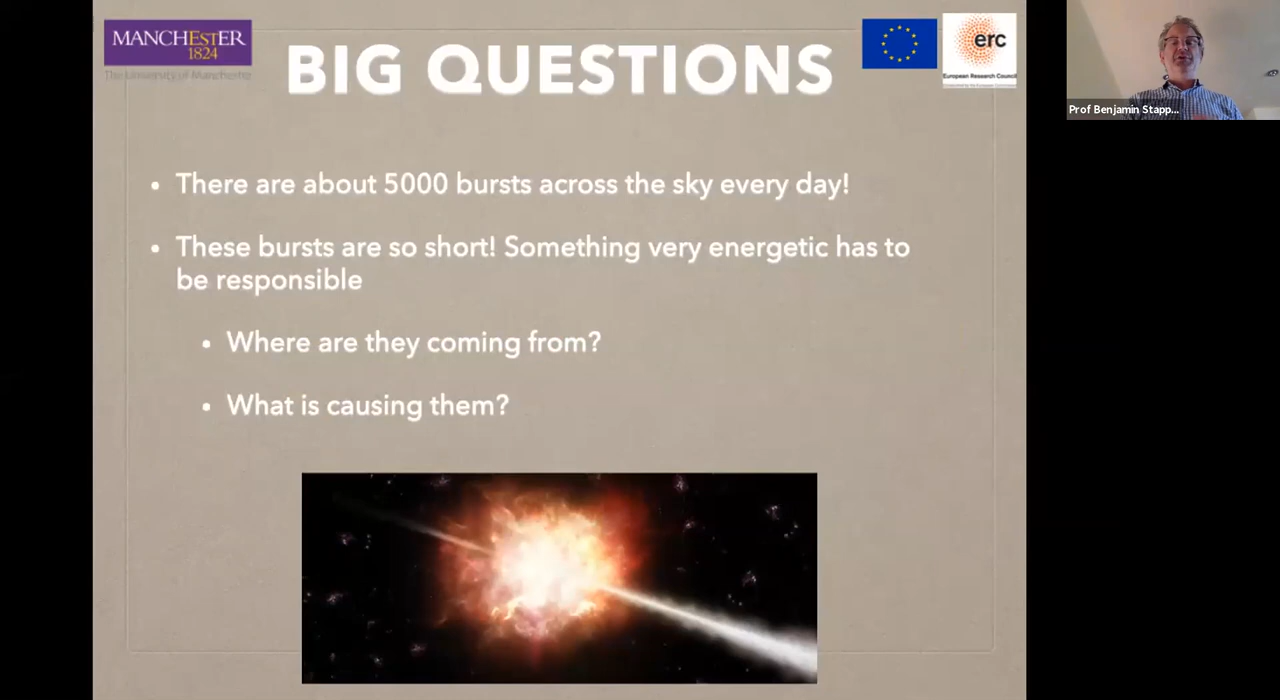 MANCHESTER
1824
The University of Manchester
BIG QUESTIONS
erc
European Research Council
Prof Benjamin Stapp...
• There are about 5000 bursts across the sky every day!
• These bursts are so short! Something very energetic has to
be responsible
• Where are they coming from?
• What is causing them?